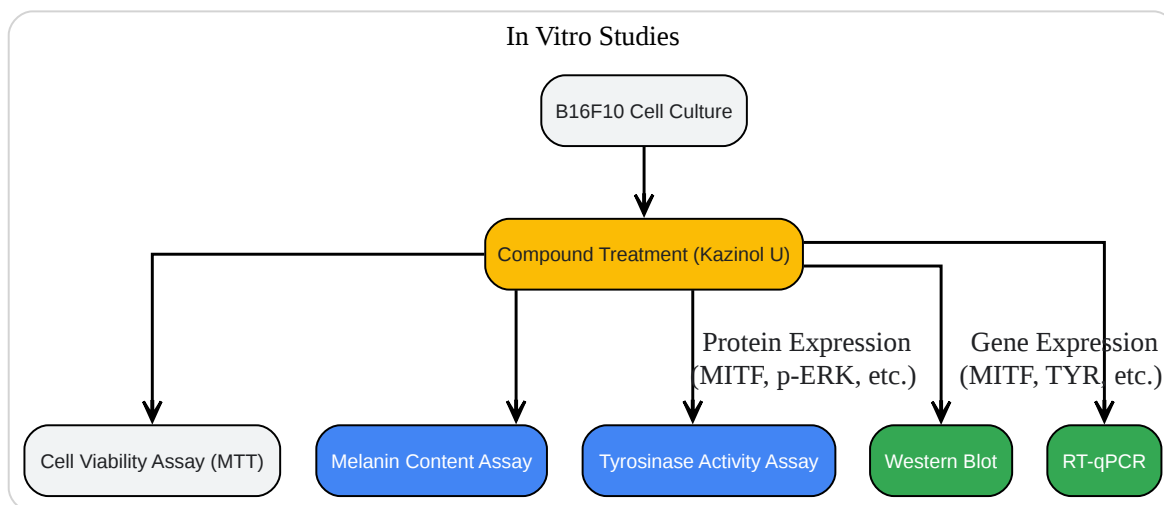 In Vitro Studies
B16F10 Cell Culture
Compound Treatment (Kazinol U)
Protein Expression
(MITF, p-ERK, etc.)
Gene Expression
(MITF, TYR, etc.)
Cell Viability Assay (MTT)
Melanin Content Assay
Tyrosinase Activity Assay
Western Blot
RT-qPCR